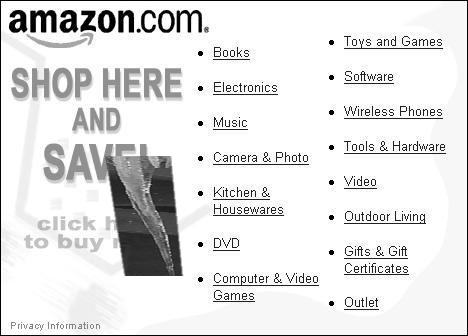 amazon.com.
SHOP HERE
AND
SAVE!
click
to buy
Books
Electronics
Music
Camera & Photo
Kitchen &
Housewares
DVD
Computer & Video
Games
Toys and Games
Software
Wireless Phones
Tools & Hardware
Video
Outdoor Living
Gifts & Gift
Certificates
Outlet
Privacy Information